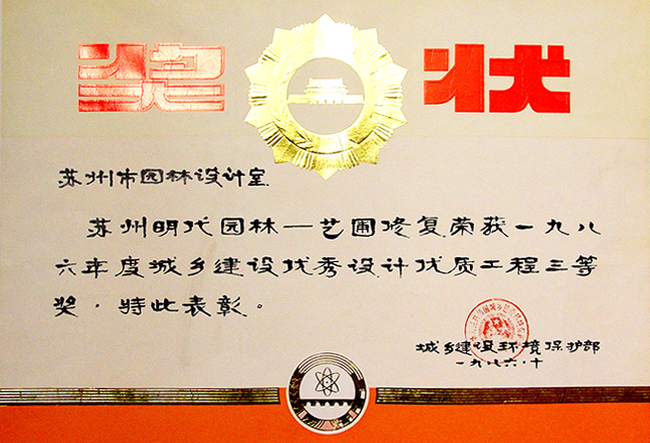 奖状
苏州市园林设计室
苏州明代园林—艺圃修复荣获一九八
六年度城乡建设优秀设计优质工程三等
奖。特此表彰。
城乡建设环境保护部
一九八六·十